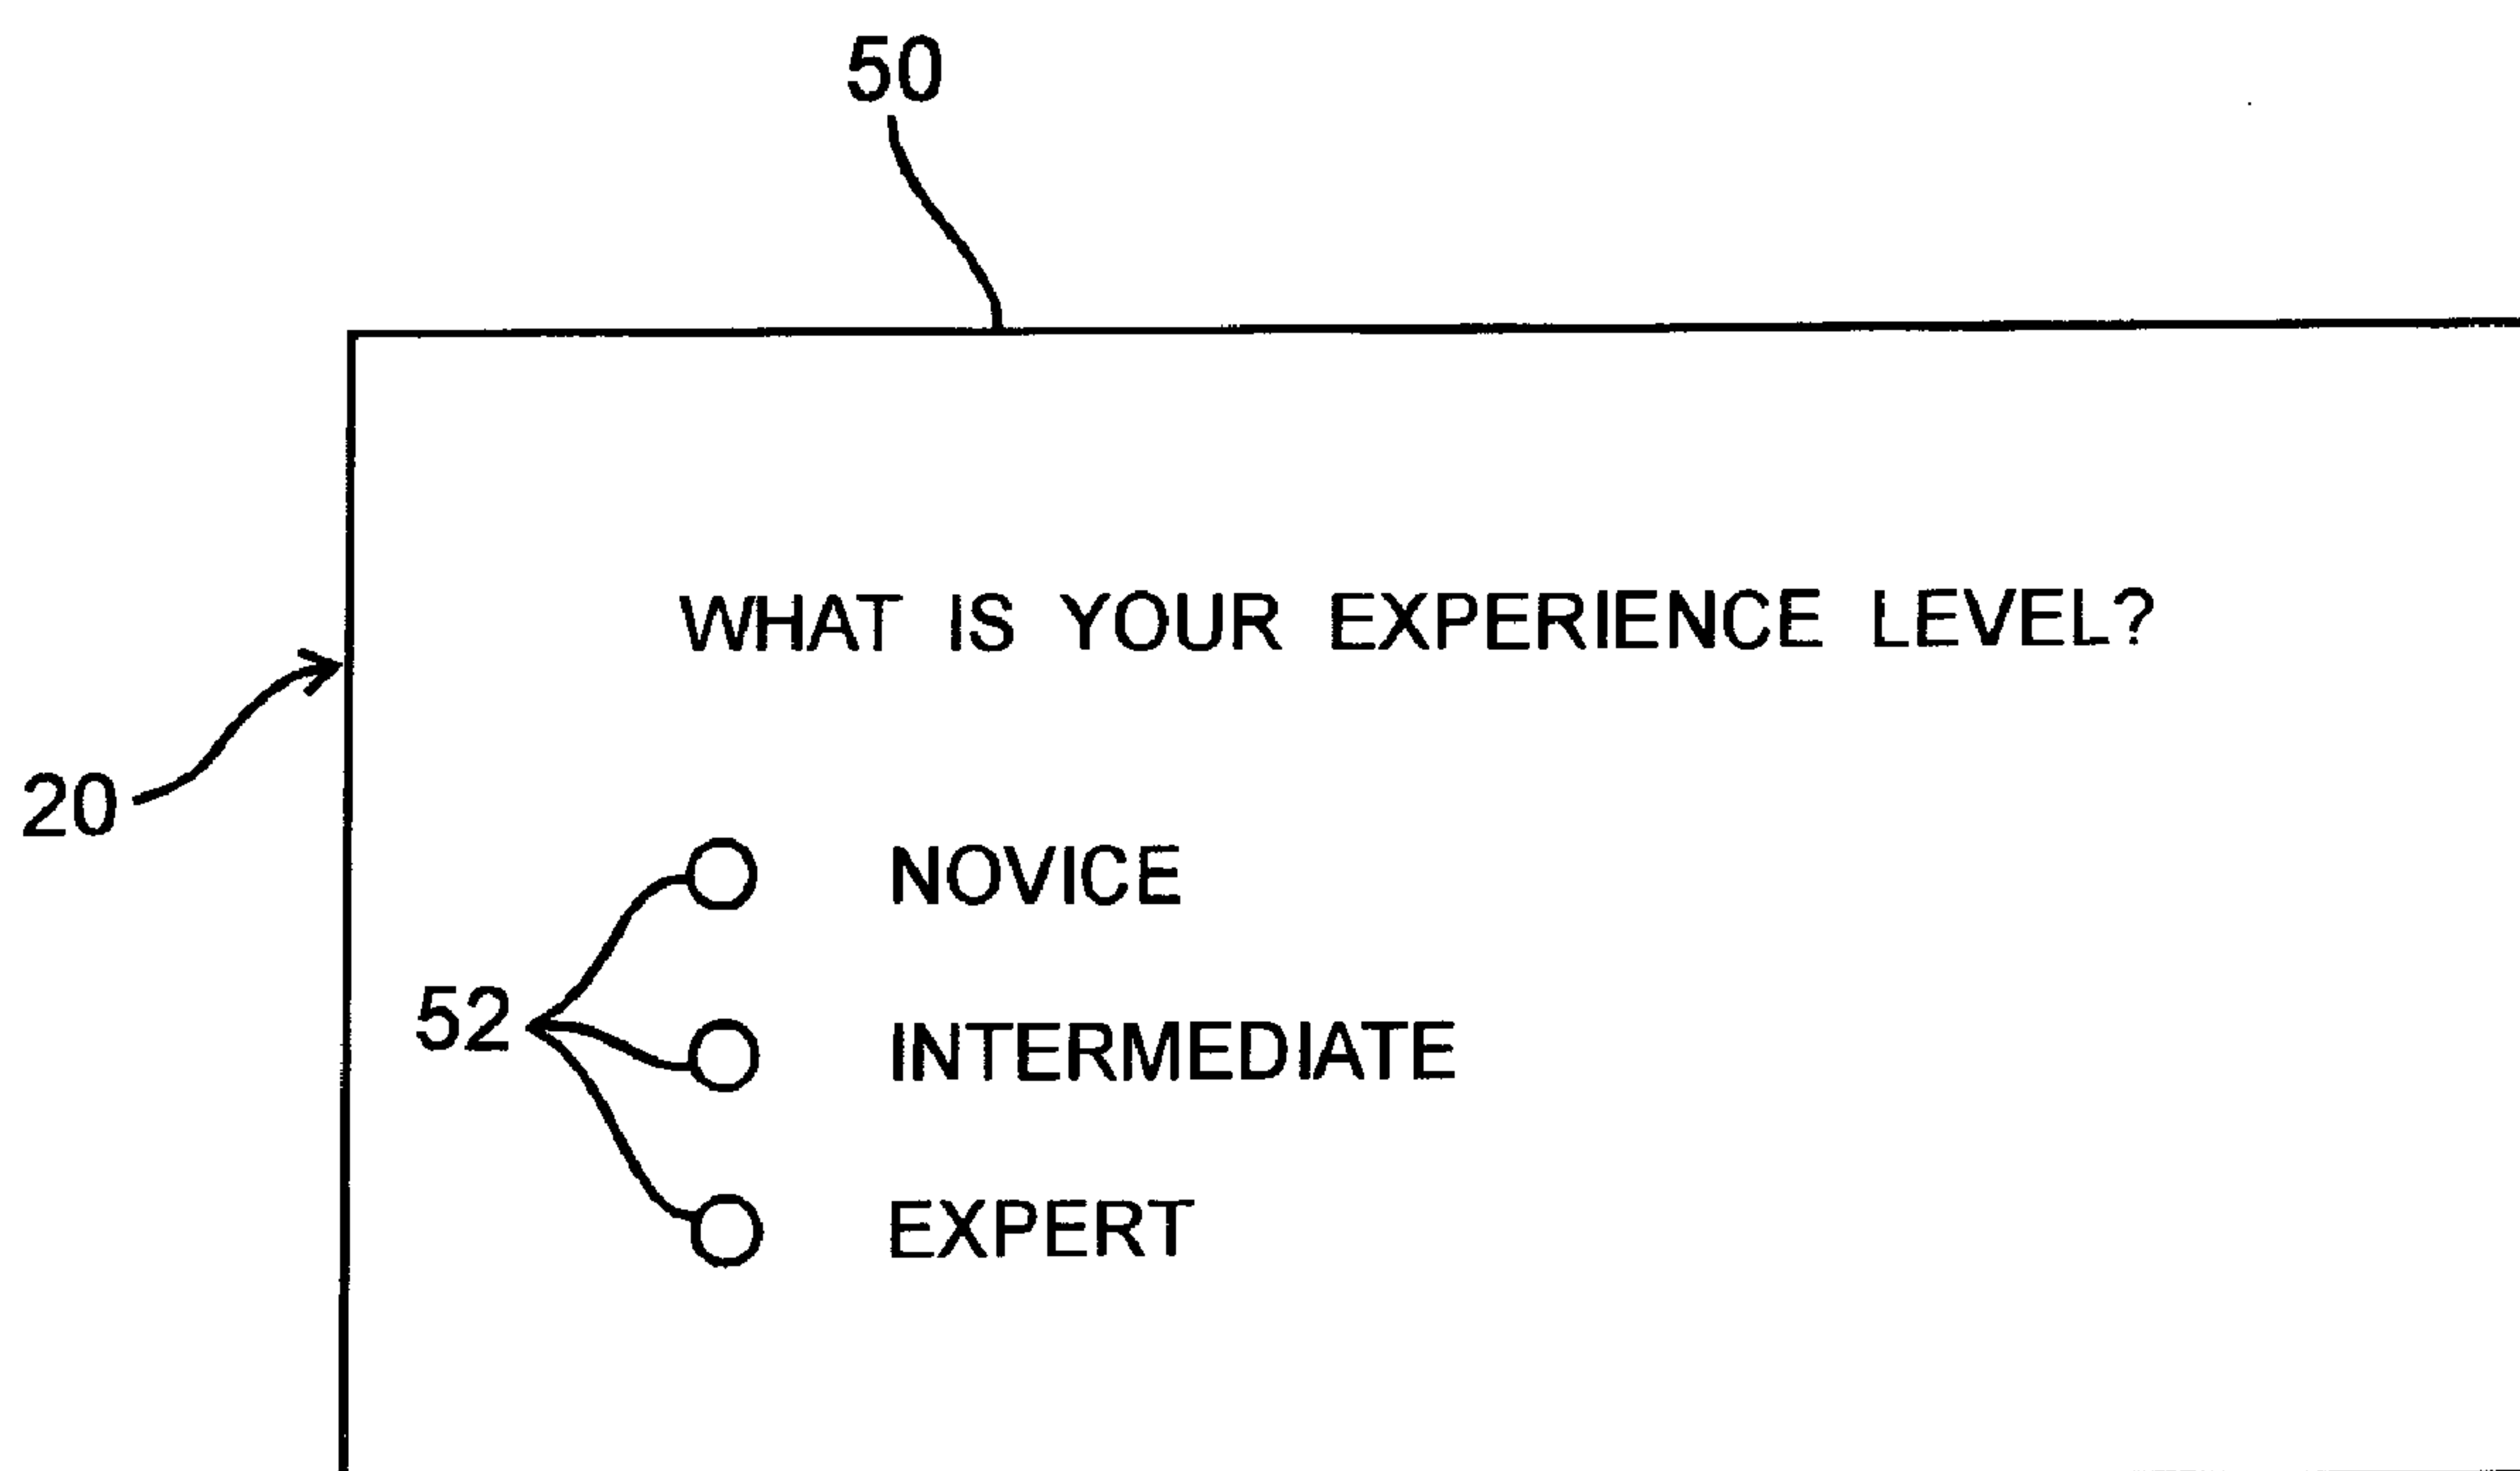 50
WHAT IS YOUR EXPERIENCE LEVEL?
20
NOVICE
52
INTERMEDIATE
EXPERT